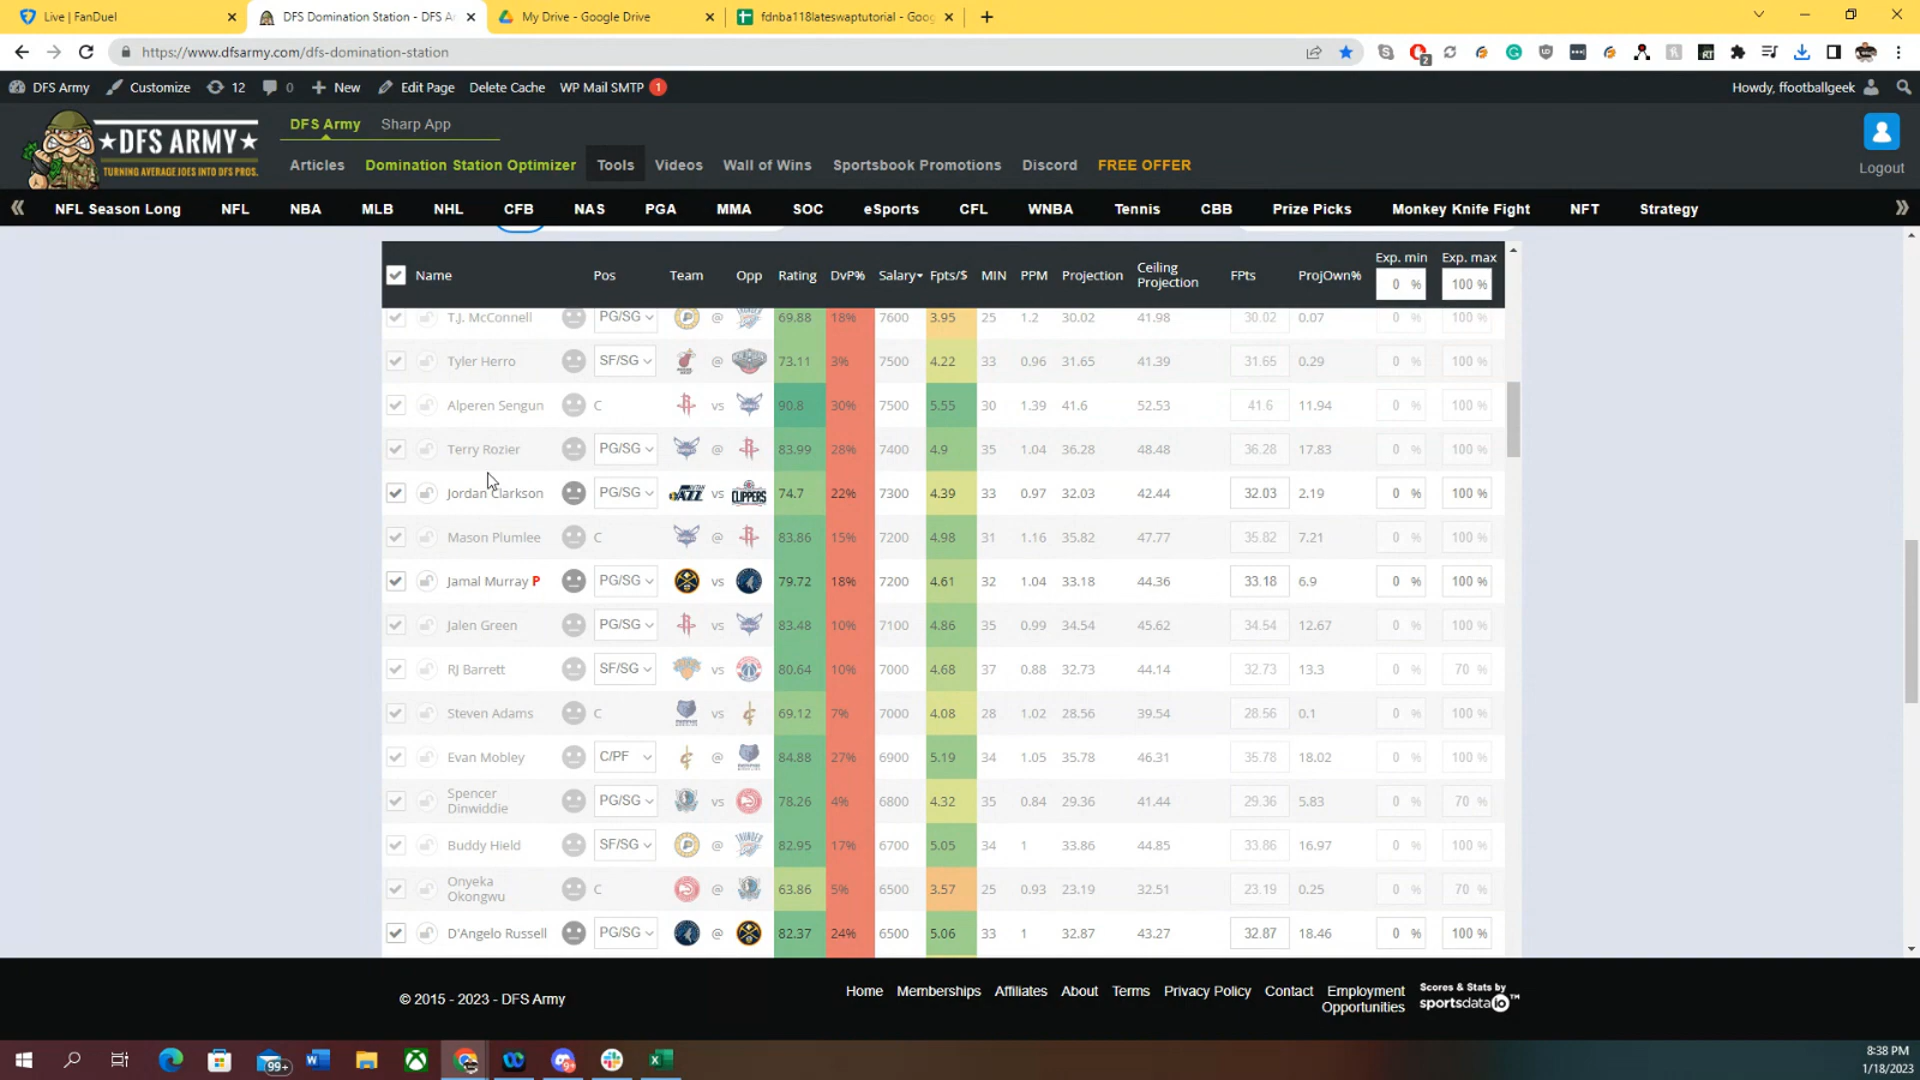 Live | FanDuel
DFS Domination Station - DFS Ar
My Drive - Google Drive
fdnba118lateswaptutorial - Goog
https://www.dfsarmy.com/dfs-domination-station
2
DFS Army Customize 12 0 New Edit Page Delete Cache WP Mail SMTP 1 Howdy, ffootballgeek
DFS ARMY
TURNING AVERAGE JOES INTO DFS PROS.
DFS Army Sharp App
Articles Domination Station Optimizer Tools Videos Wall of Wins Sportsbook Promotions Discord FREE OFFER
Logout
NFL Season Long NFL NBA MLB NHL CFB NAS PGA MMA SOC eSports CFL WNBA Tennis CBB Prize Picks Monkey Knife Fight NFT Strategy
Name Pos Team Opp Rating DvP% Salary Fpts/$ MIN PPM Projection Ceiling Projection FPts ProjOwn% Exp. min 0 % Exp. max 100 %
T.J. McConnell PG/SG @ 69.88 18% 7600 3.95 25 1.2 30.02 41.98 30.02 0.07 0 % 100 %
Tyler Herro SF/SG @ 73.11 3% 7500 4.22 33 0.96 31.65 41.39 31.65 0.29 0 % 100 %
Alperen Sengun C vs 90.8 30% 7500 5.55 30 1.39 41.6 52.53 41.6 11.94 0 % 100 %
Terry Rozier PG/SG @ 83.99 28% 7400 4.9 35 1.04 36.28 48.48 36.28 17.83 0 % 100 %
Jordan Clarkson PG/SG JAZZ vs CLIPPERS 74.7 22% 7300 4.39 33 0.97 32.03 42.44 32.03 2.19 0 % 100 %
Mason Plumlee C @ 83.86 15% 7200 4.98 31 1.16 35.82 47.77 35.82 7.21 0 % 100 %
Jamal Murray P PG/SG vs 79.72 18% 7200 4.61 32 1.04 33.18 44.36 33.18 6.9 0 % 100 %
Jalen Green PG/SG vs 83.48 10% 7100 4.86 35 0.99 34.54 45.62 34.54 12.67 0 % 100 %
RJ Barrett SF/SG vs 80.64 10% 7000 4.68 37 0.88 32.73 44.14 32.73 13.3 0 % 70 %
Steven Adams C vs 69.12 7% 7000 4.08 28 1.02 28.56 39.54 28.56 0.1 0 % 100 %
Evan Mobley C/PF @ 84.88 27% 6900 5.19 34 1.05 35.78 46.31 35.78 18.02 0 % 100 %
Spencer Dinwiddie PG/SG vs 78.26 4% 6800 4.32 35 0.84 29.36 41.44 29.36 5.83 0 % 70 %
Buddy Hield SF/SG @ 82.95 17% 6700 5.05 34 1 33.86 44.85 33.86 16.97 0 % 100 %
Onyeka Okongwu C @ 63.86 5% 6500 3.57 25 0.93 23.19 32.51 23.19 0.25 0 % 70 %
D'Angelo Russell PG/SG @ 82.37 24% 6500 5.06 33 1 32.87 43.27 32.87 18.46 0 % 100 %
© 2015 - 2023 - DFS Army
Home Memberships Affiliates About Terms Privacy Policy Contact Employment Opportunities
Scores & Stats by
sportsdataIO™
99+
8:38 PM
1/18/2023